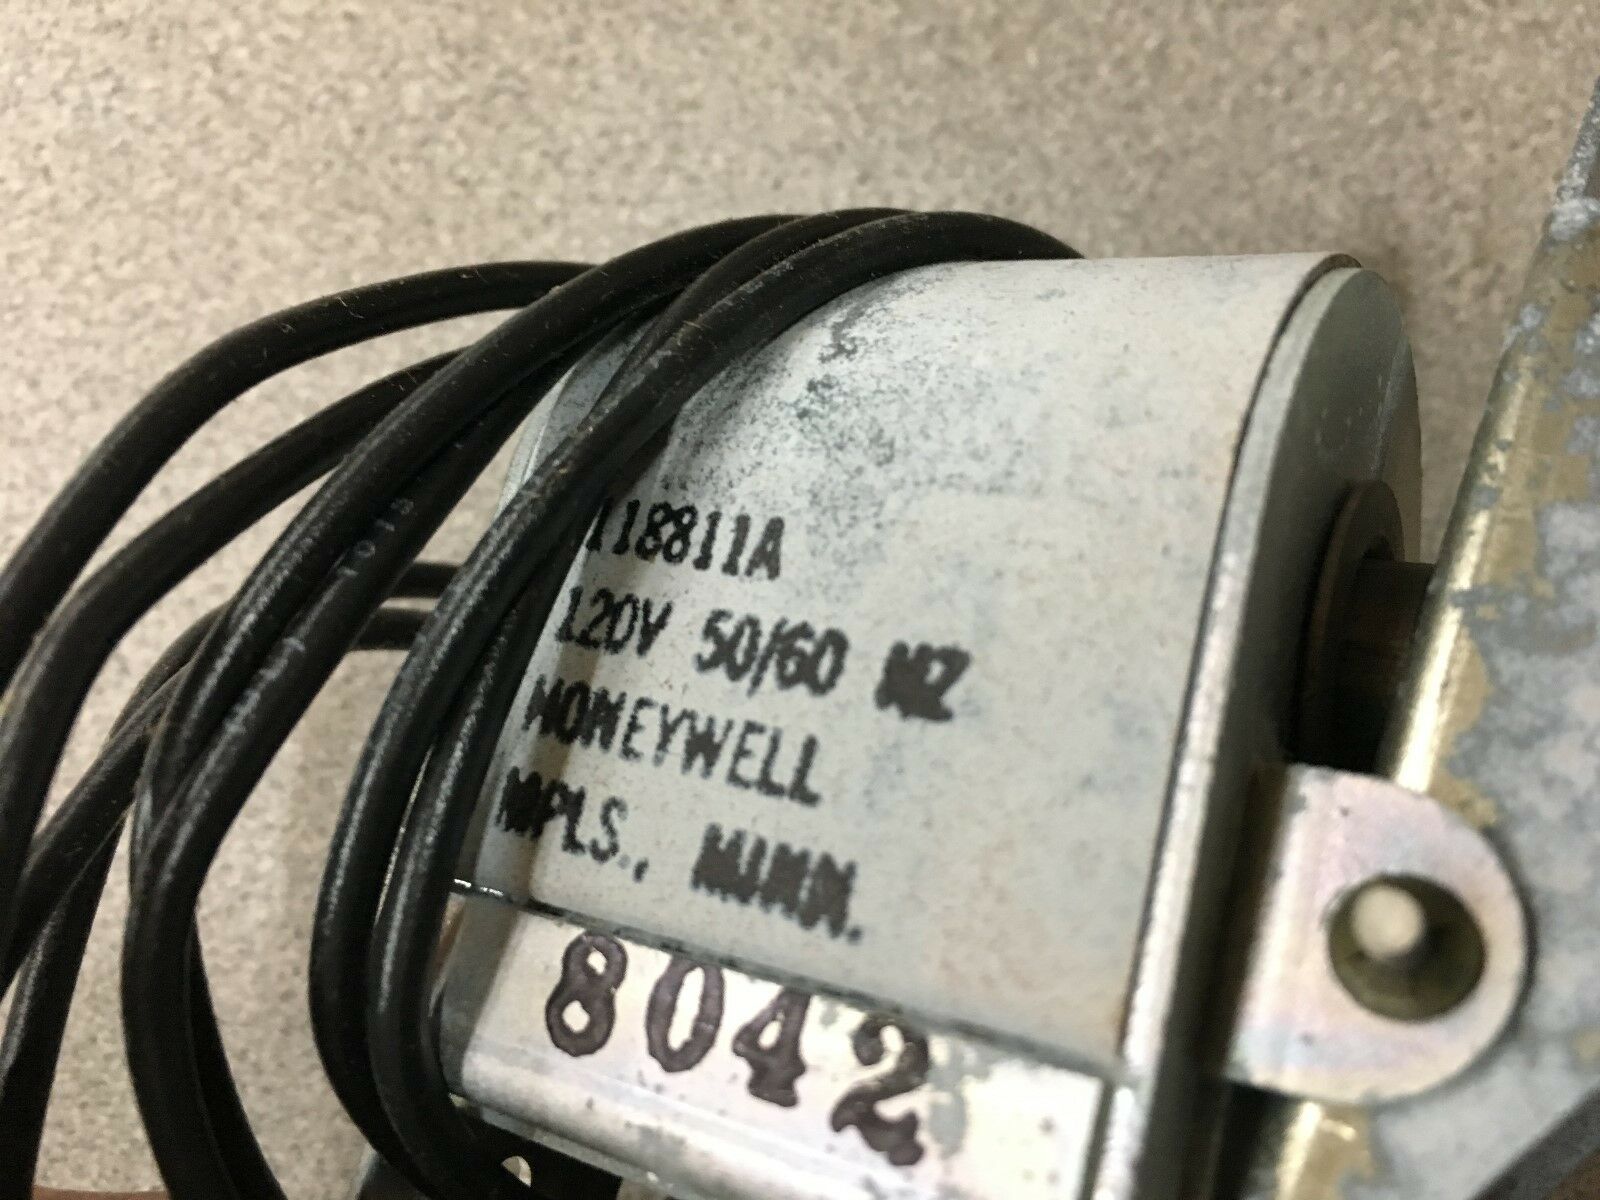 118811A
120V 50/60 HZ
HONEYWELL
MPLS., MINN.
8042